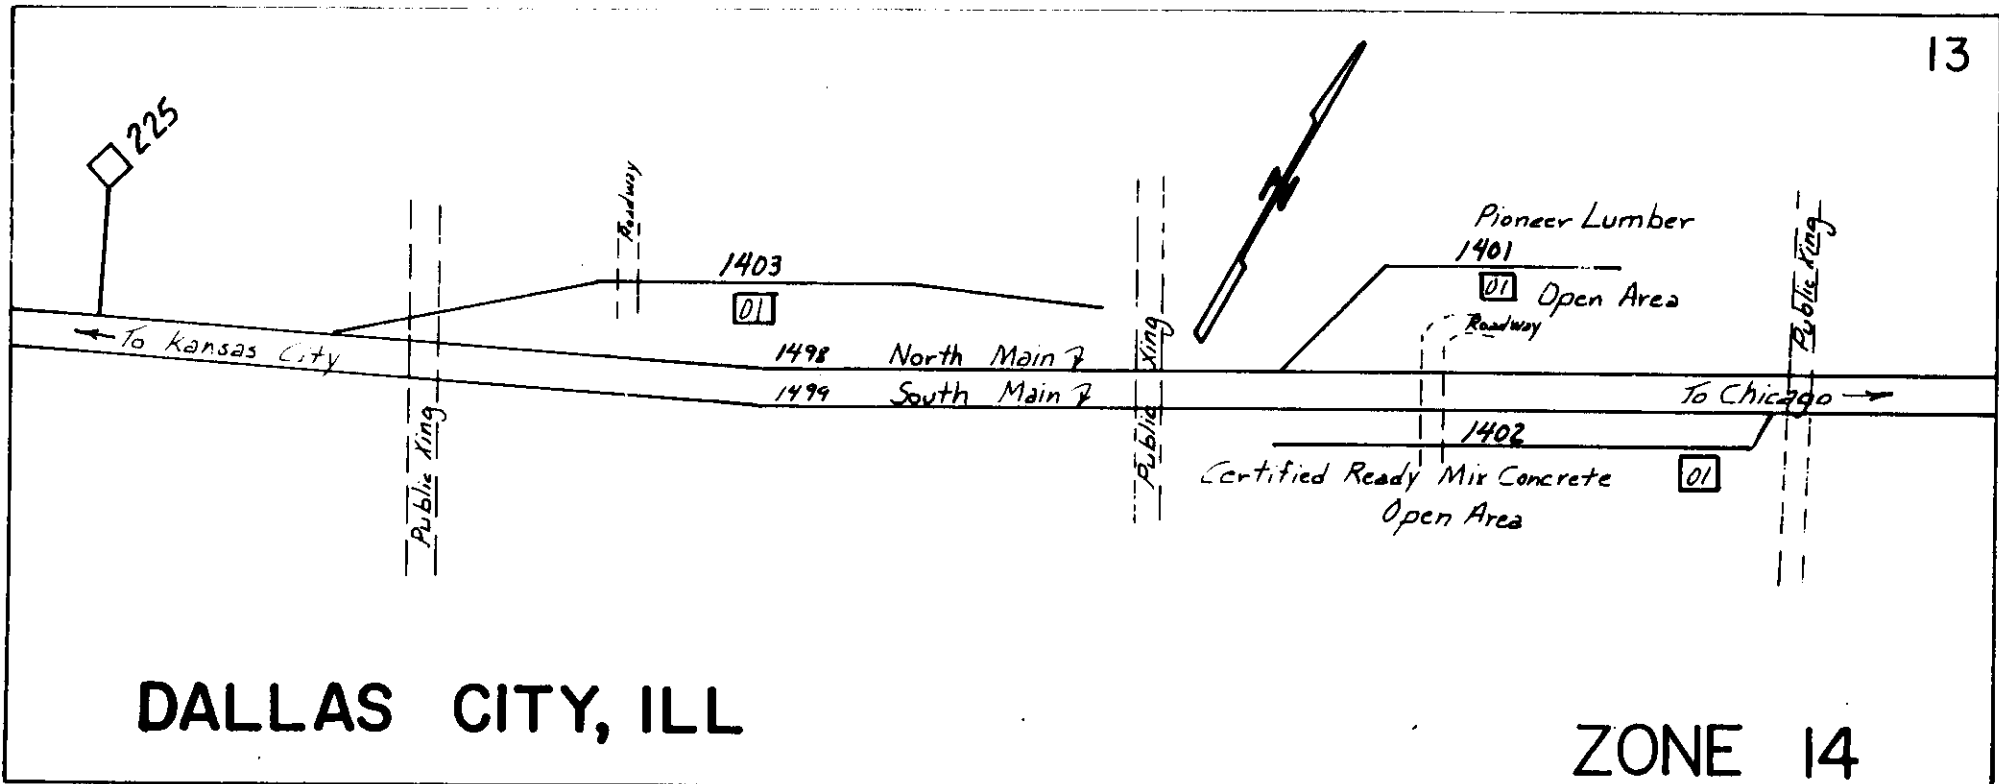 13
225
Roadway
1403
01
Pioneer Lumber
1401
01 Open Area
Roadway
N
To Kansas City
1498 North Main
1499 South Main
To Chicago
Public Xing
Public Xing
Public Xing
1402
Certified Ready Mix Concrete 01
Open Area
DALLAS CITY, ILL
ZONE 14